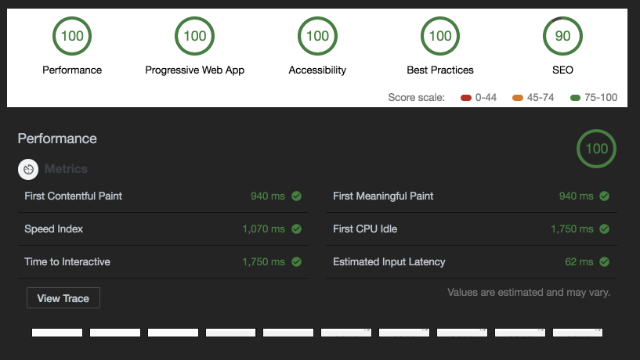 100 100 100 100 90
Performance Progressive Web App Accessibility Best Practices SEO
Score scale: 0-44 45-74 75-100
Performance
100
Metrics
First Contentful Paint 940 ms First Meaningful Paint 940 ms
Speed Index 1,070 ms First CPU Idle 1,750 ms
Time to Interactive 1,750 ms Estimated Input Latency 62 ms
View Trace
Values are estimated and may vary.